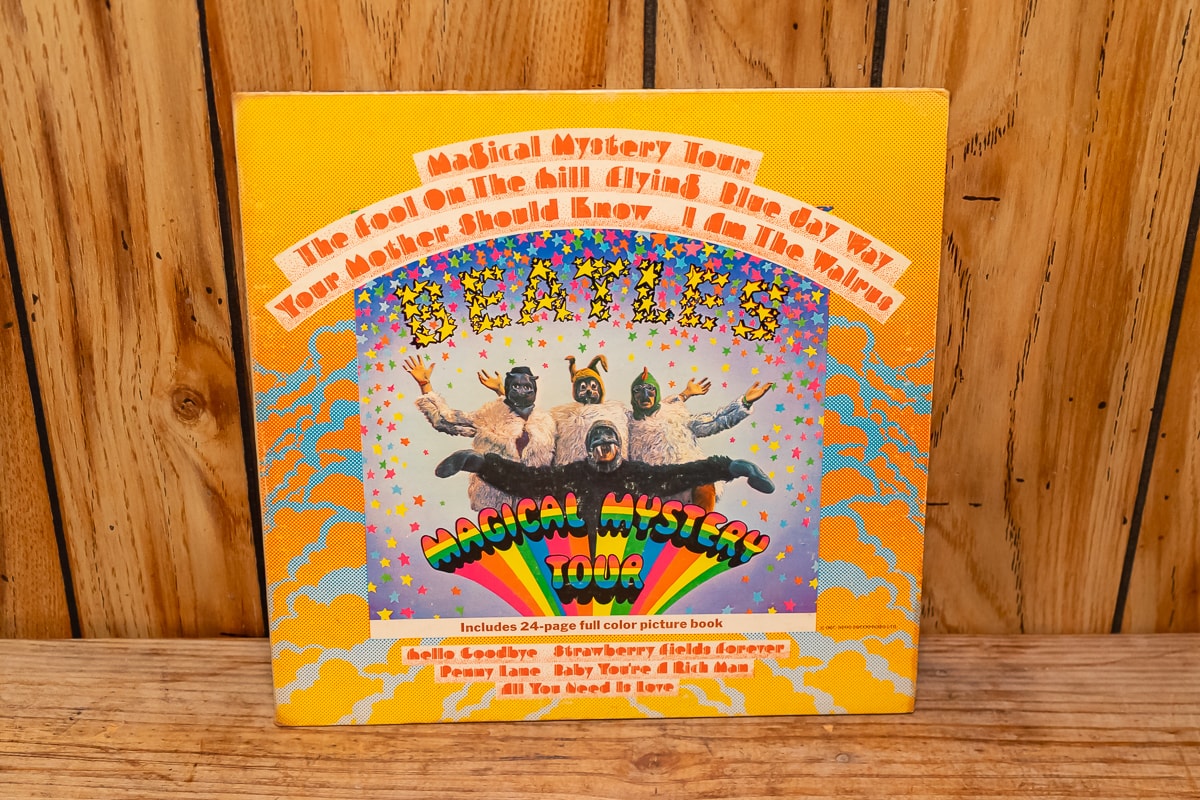 Magical Mystery Tour
The Fool On The Hill Flying Blue Jay Way
Your Mother Should Know I Am The Walrus
BEATLES
MAGICAL MYSTERY
TOUR
Includes 24-page full color picture book
Hello Goodbye Strawberry Fields Forever
Penny Lane Baby You're A Rich Man
All You Need Is Love